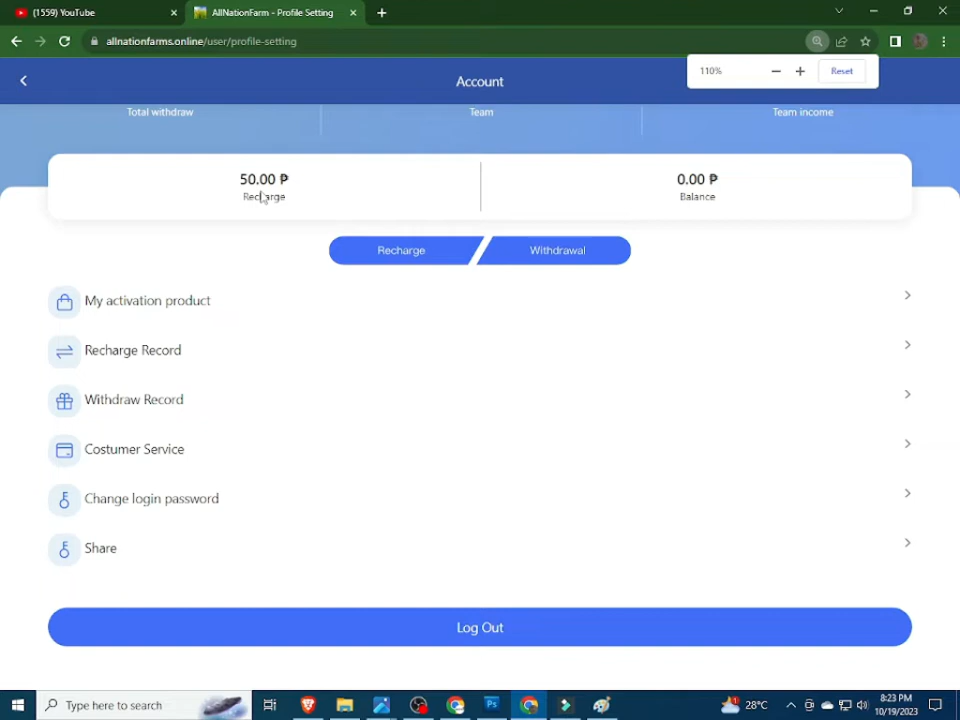 (1559) YouTube
AllNationFarm - Profile Setting
allnationfarms.online/user/profile-setting
Account
110%
Reset
Total withdraw
Team
Team income
50.00 ₱
Recharge
0.00 ₱
Balance
Recharge
Withdrawal
My activation product
Recharge Record
Withdraw Record
Costumer Service
Change login password
Share
Log Out
Type here to search
Ps
28°C
8:23 PM
10/19/2023